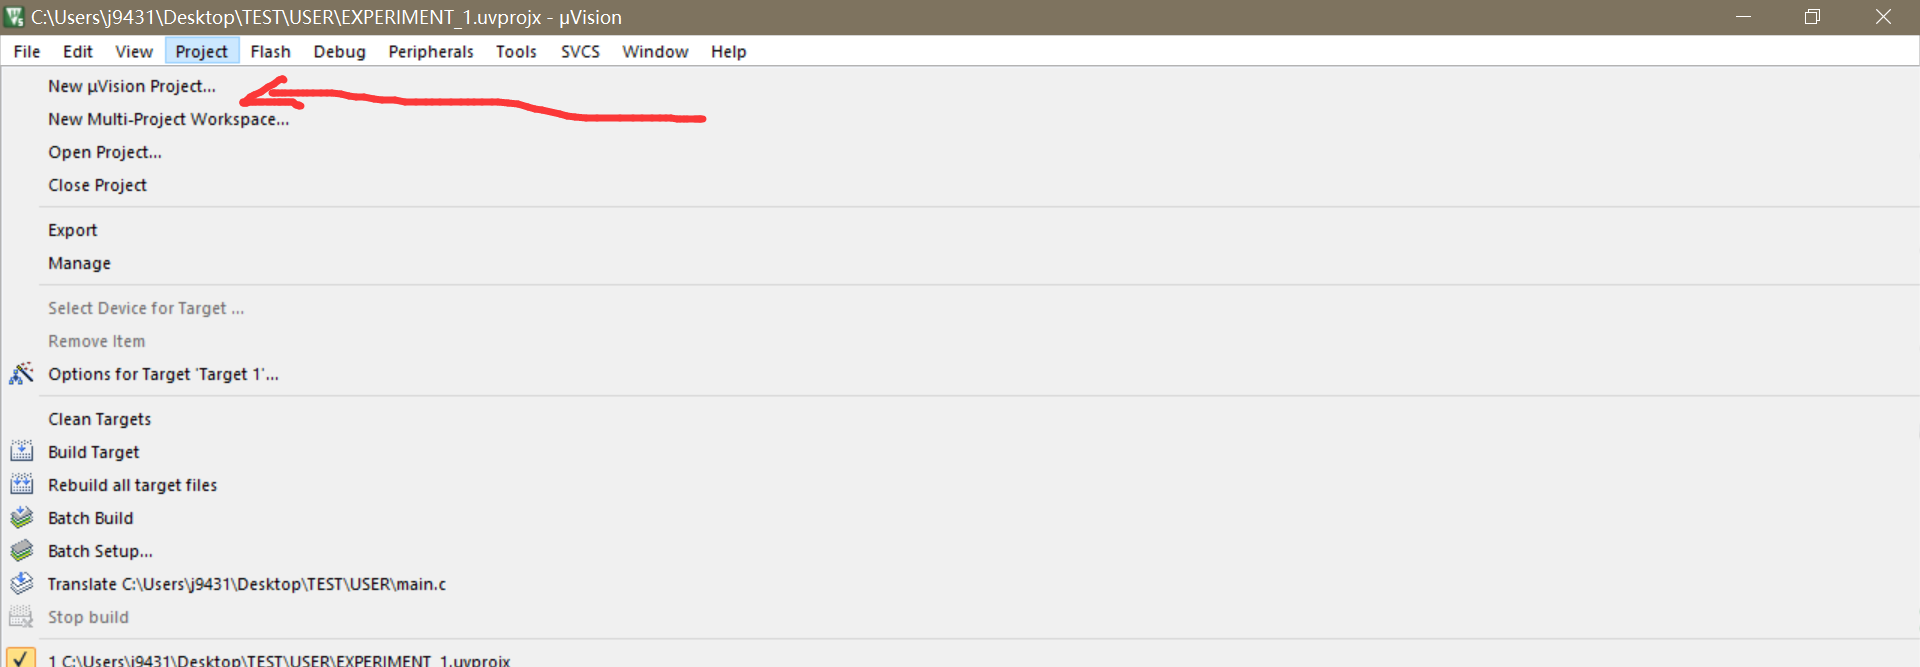 C:\Users\j9431\Desktop\TEST\USER\EXPERIMENT_1.uvprojx - µVision
File Edit View Project Flash Debug Peripherals Tools SVCS Window Help
New µVision Project...
New Multi-Project Workspace...
Open Project...
Close Project
Export
Manage
Select Device for Target ...
Remove Item
Options for Target 'Target 1'...
Clean Targets
Build Target
Rebuild all target files
Batch Build
Batch Setup...
Translate C:\Users\j9431\Desktop\TEST\USER\main.c
Stop build
1 C:\Users\j9431\Desktop\TEST\USER\EXPERIMENT_1.uvprojx